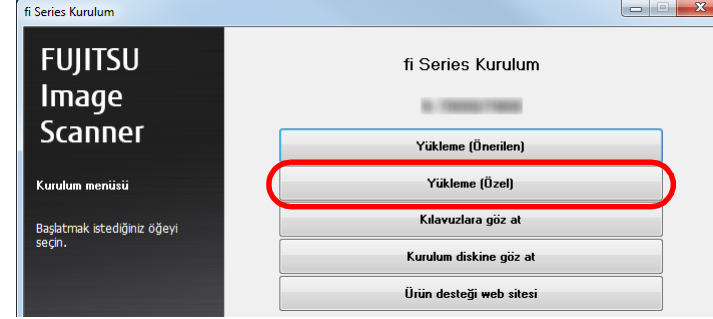 fi Series Kurulum
FUJITSU
Image
Scanner
Kurulum menüsü
Başlatmak istediğiniz öğeyi
seçin.
fi Series Kurulum
Yükleme (Önerilen)
Yükleme (Özel)
Kılavuzlara göz at
Kurulum diskine göz at
Ürün desteği web sitesi